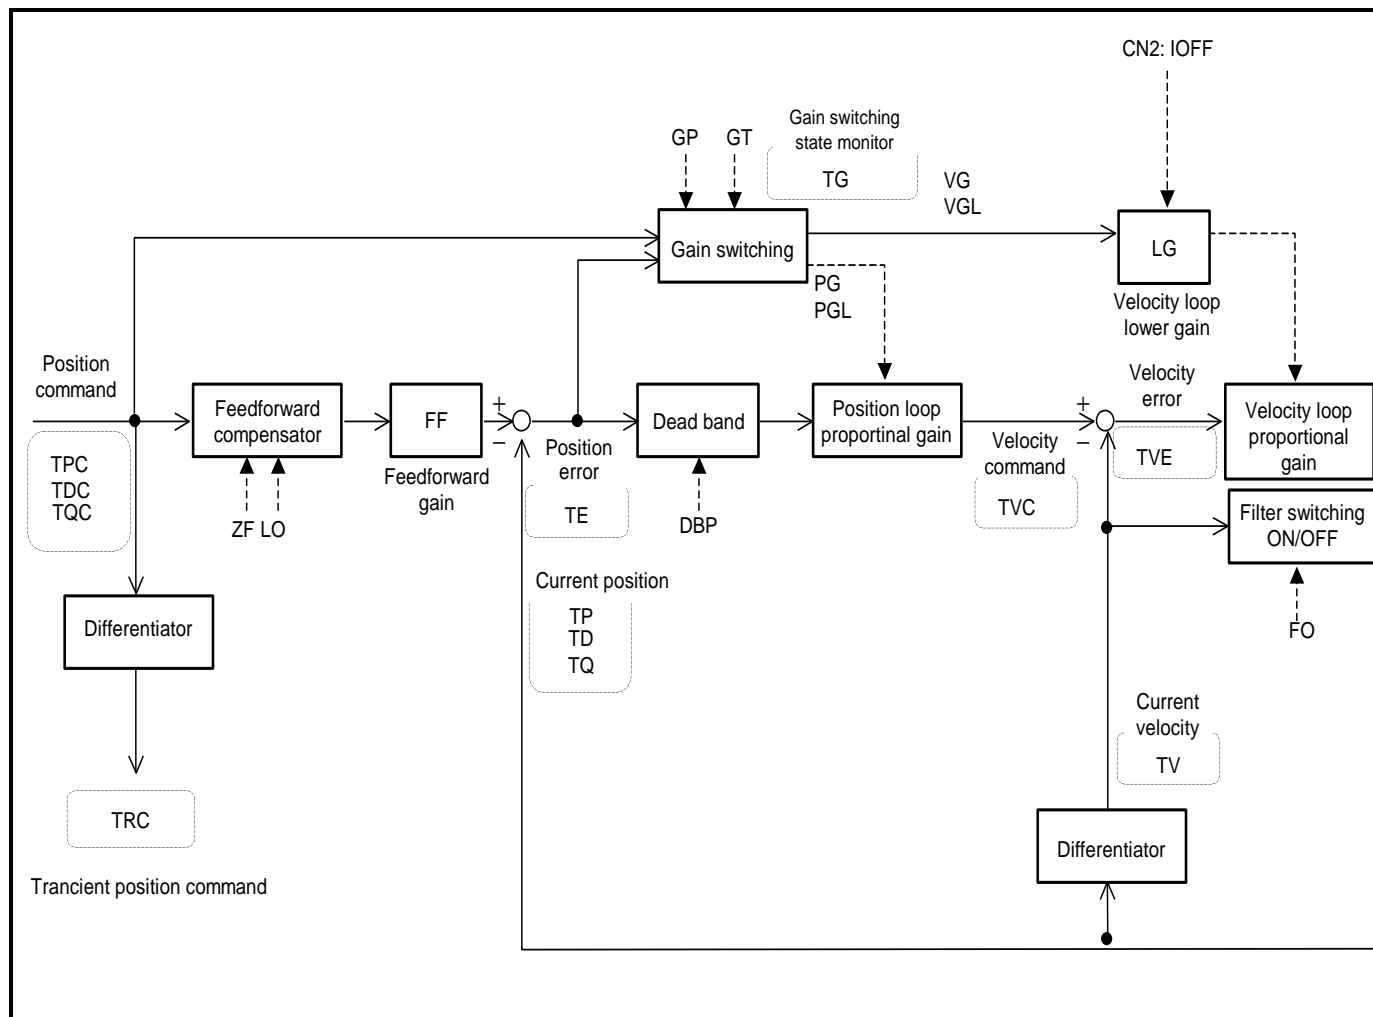 CN2: IOFF
Gain switching
state monitor
GP
GT
TG
VG
VGL
Gain switching
LG
PG
PGL
Velocity loop
lower gain
Position
command
Feedforward
compensator
FF
+
−
Dead band
Position loop
proportinal gain
+
−
Velocity
error
Velocity loop
proportional
gain
TPC
TDC
TQC
Feedforward
gain
Position
error
TE
Velocity
command
TVC
TVE
ZF LO
DBP
Filter switching
ON/OFF
FO
Current position
TP
TD
TQ
Differentiator
Current
velocity
TV
TRC
Differentiator
Trancient position command